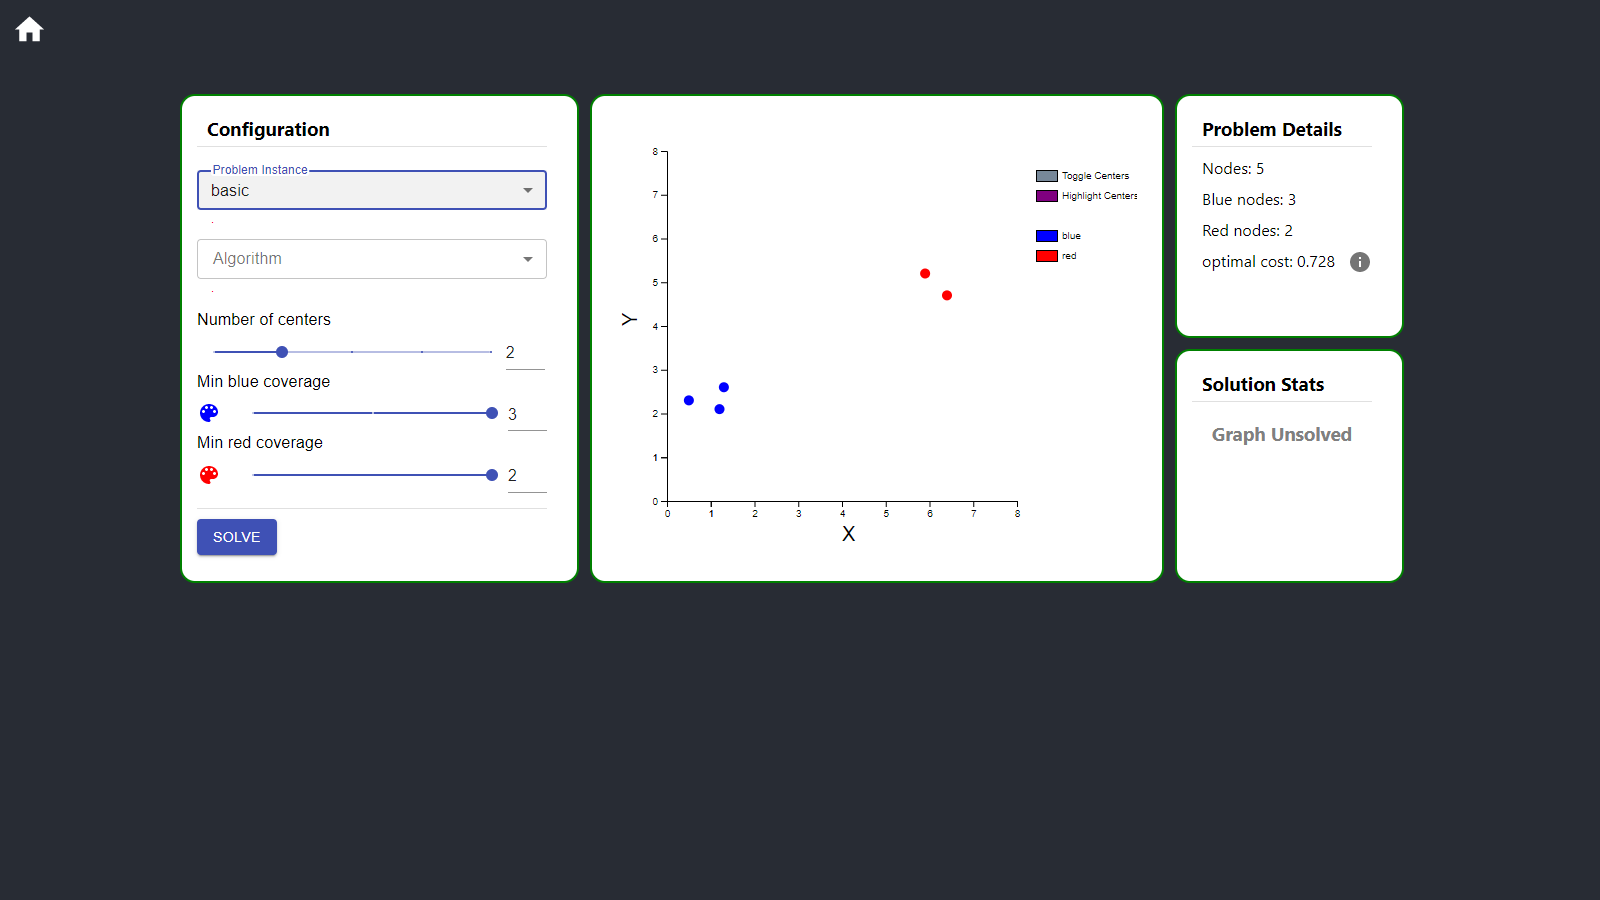 Configuration
Problem Instance
basic
Algorithm
Number of centers
2
Min blue coverage
3
Min red coverage
2
SOLVE
8
7
6
5
4
3
2
1
0
Y
0 1 2 3 4 5 6 7 8
X
Toggle Centers
Highlight Centers
blue
red
Problem Details
Nodes: 5
Blue nodes: 3
Red nodes: 2
optimal cost: 0.728
Solution Stats
Graph Unsolved